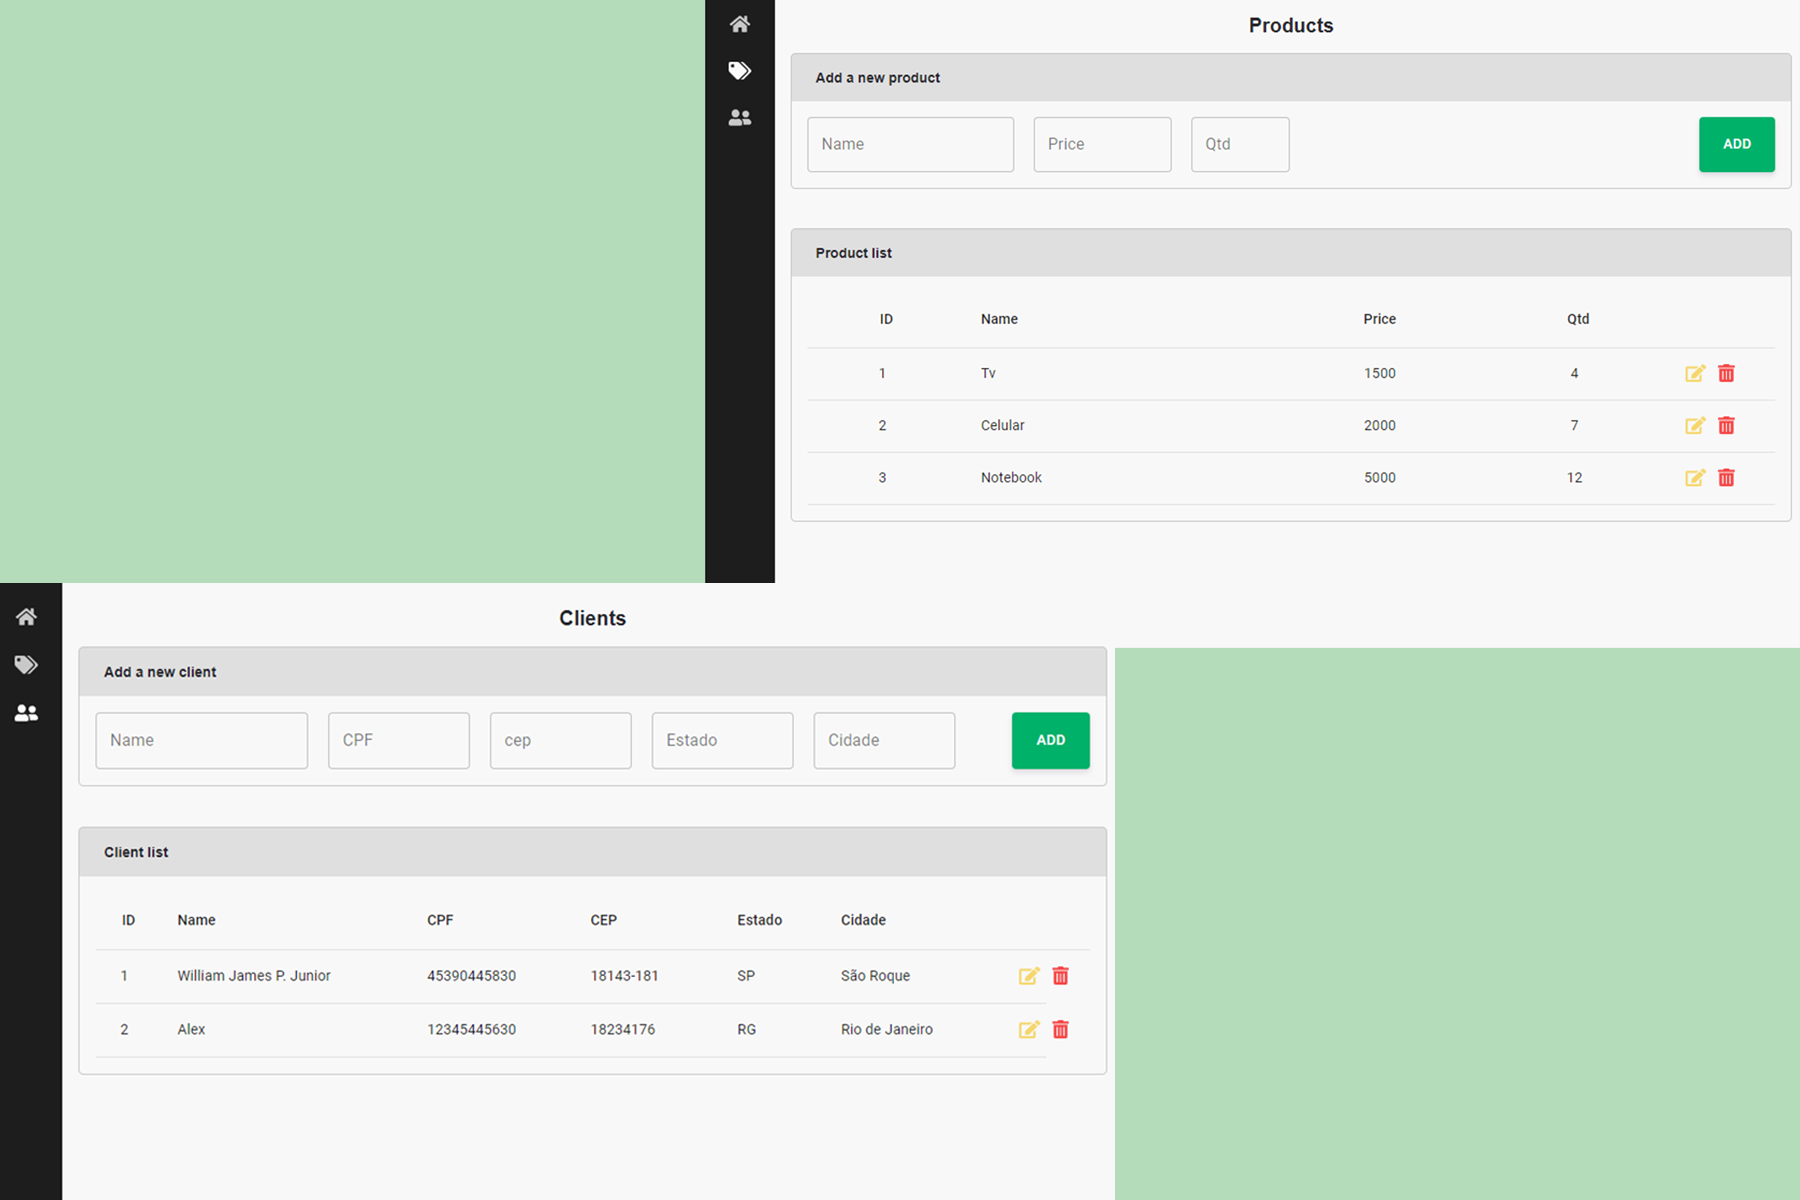 Products
Add a new product
Name Price Qtd ADD
Product list
ID Name Price Qtd
1 Tv 1500 4
2 Celular 2000 7
3 Notebook 5000 12
Clients
Add a new client
Name CPF cep Estado Cidade ADD
Client list
ID Name CPF CEP Estado Cidade
1 William James P. Junior 45390445830 18143-181 SP São Roque
2 Alex 12345445630 18234176 RG Rio de Janeiro